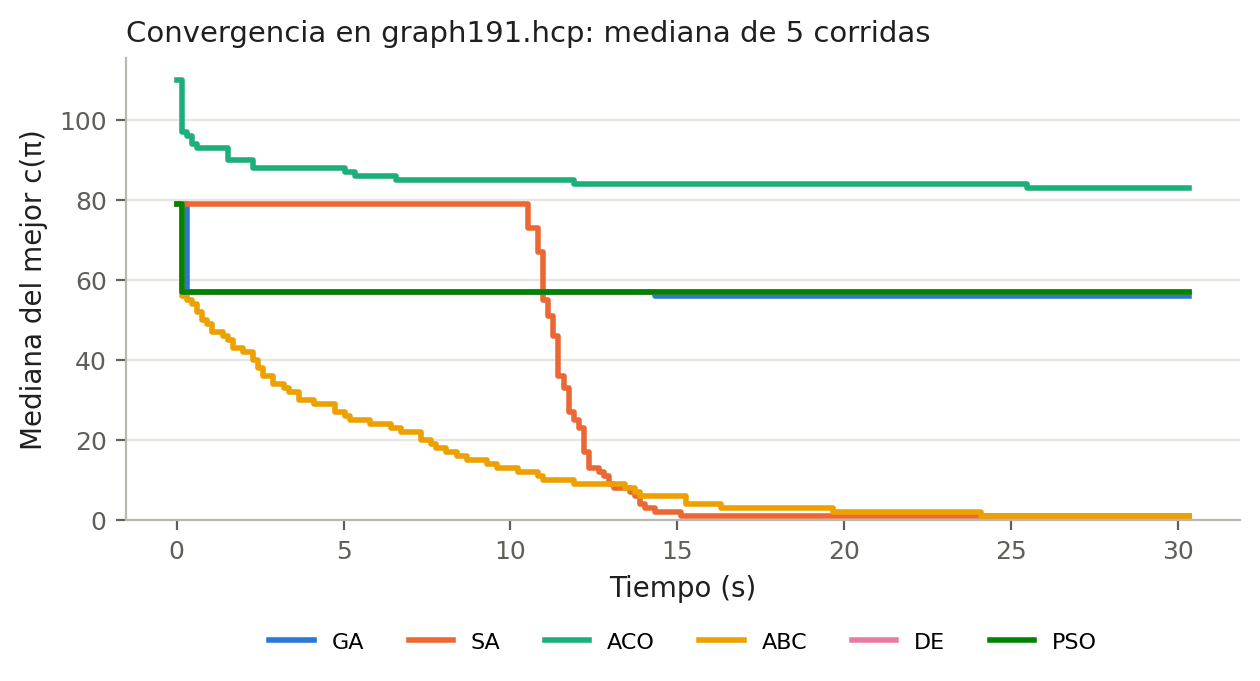 Convergencia en graph191.hcp: mediana de 5 corridas
Mediana del mejor c(π)
100
80
60
40
20
0
0 5 10 15 20 25 30
Tiempo (s)
GA SA ACO ABC DE PSO